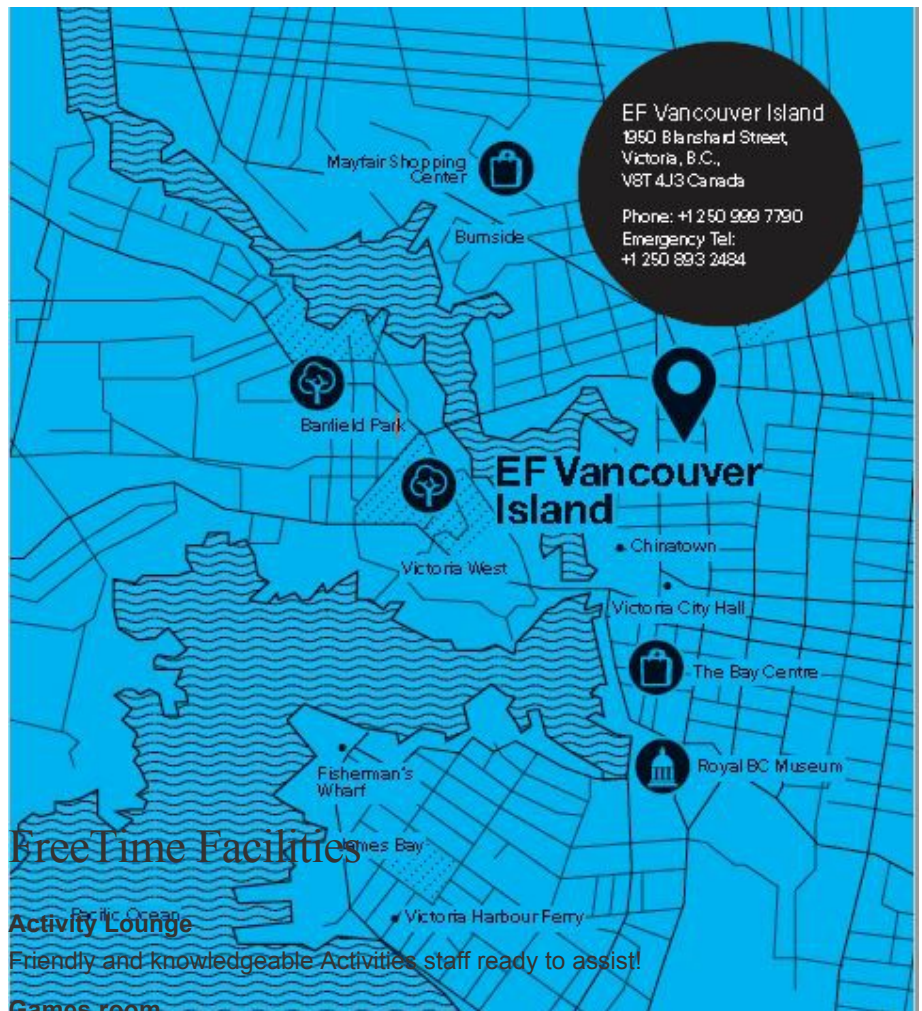 EF Vancouver Island
1950 Blanshard Street,
Victoria, B.C.,
V8T 4J3 Canada
Phone: +1 250 999 7790
Emergency Tel:
+1 250 893 2484
Mayfair Shopping
Center
Burnside
Banfield Park
EF Vancouver
Island
Chinatown
Victoria West
Victoria City Hall
The Bay Centre
Royal BC Museum
Fisherman's
Wharf
FreeTime Facilities
James Bay
Pacific Ocean
Activity Lounge
Victoria Harbour Ferry
Friendly and knowledgeable Activities staff ready to assist!
Games room